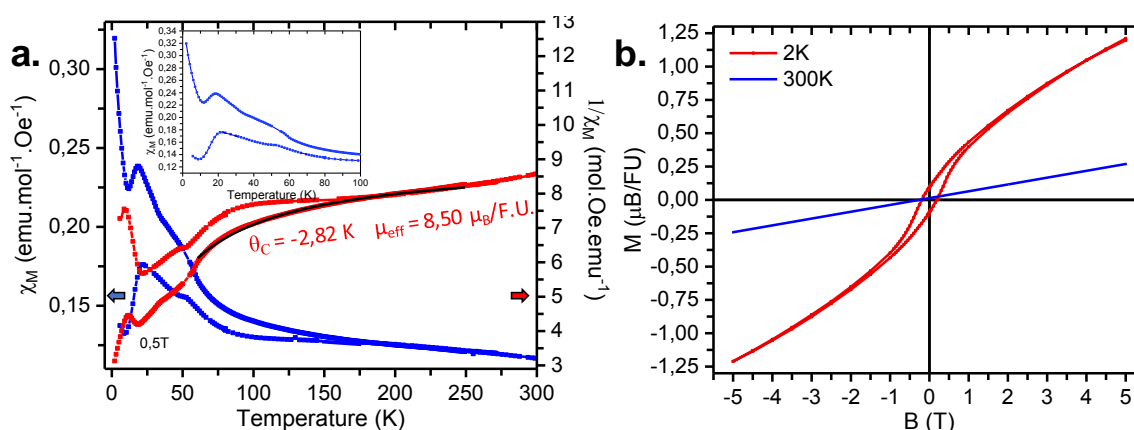 a.
χM (emu.mol-1.Oe-1)
0,30
0,25
0,20
0,15
0,34
0,32
0,30
0,28
0,26
0,24
0,22
0,20
0,18
0,16
0,14
0,12
χM (emu.mol-1.Oe-1)
0 20 40 60 80 100
Temperature (K)
θC = -2,82 K μeff = 8,50 μB/F.U.
0,5T
13
12
11
10
9
8
7
6
5
4
3
1/χM (mol.Oe.emu-1)
0 25 50 75 100 125 150 175 200 225 250 275 300
Temperature (K)
b.
M (μB/FU)
1,25
1,00
0,75
0,50
0,25
0,00
-0,25
-0,50
-0,75
-1,00
-1,25
2K
300K
-5 -4 -3 -2 -1 0 1 2 3 4 5
B (T)